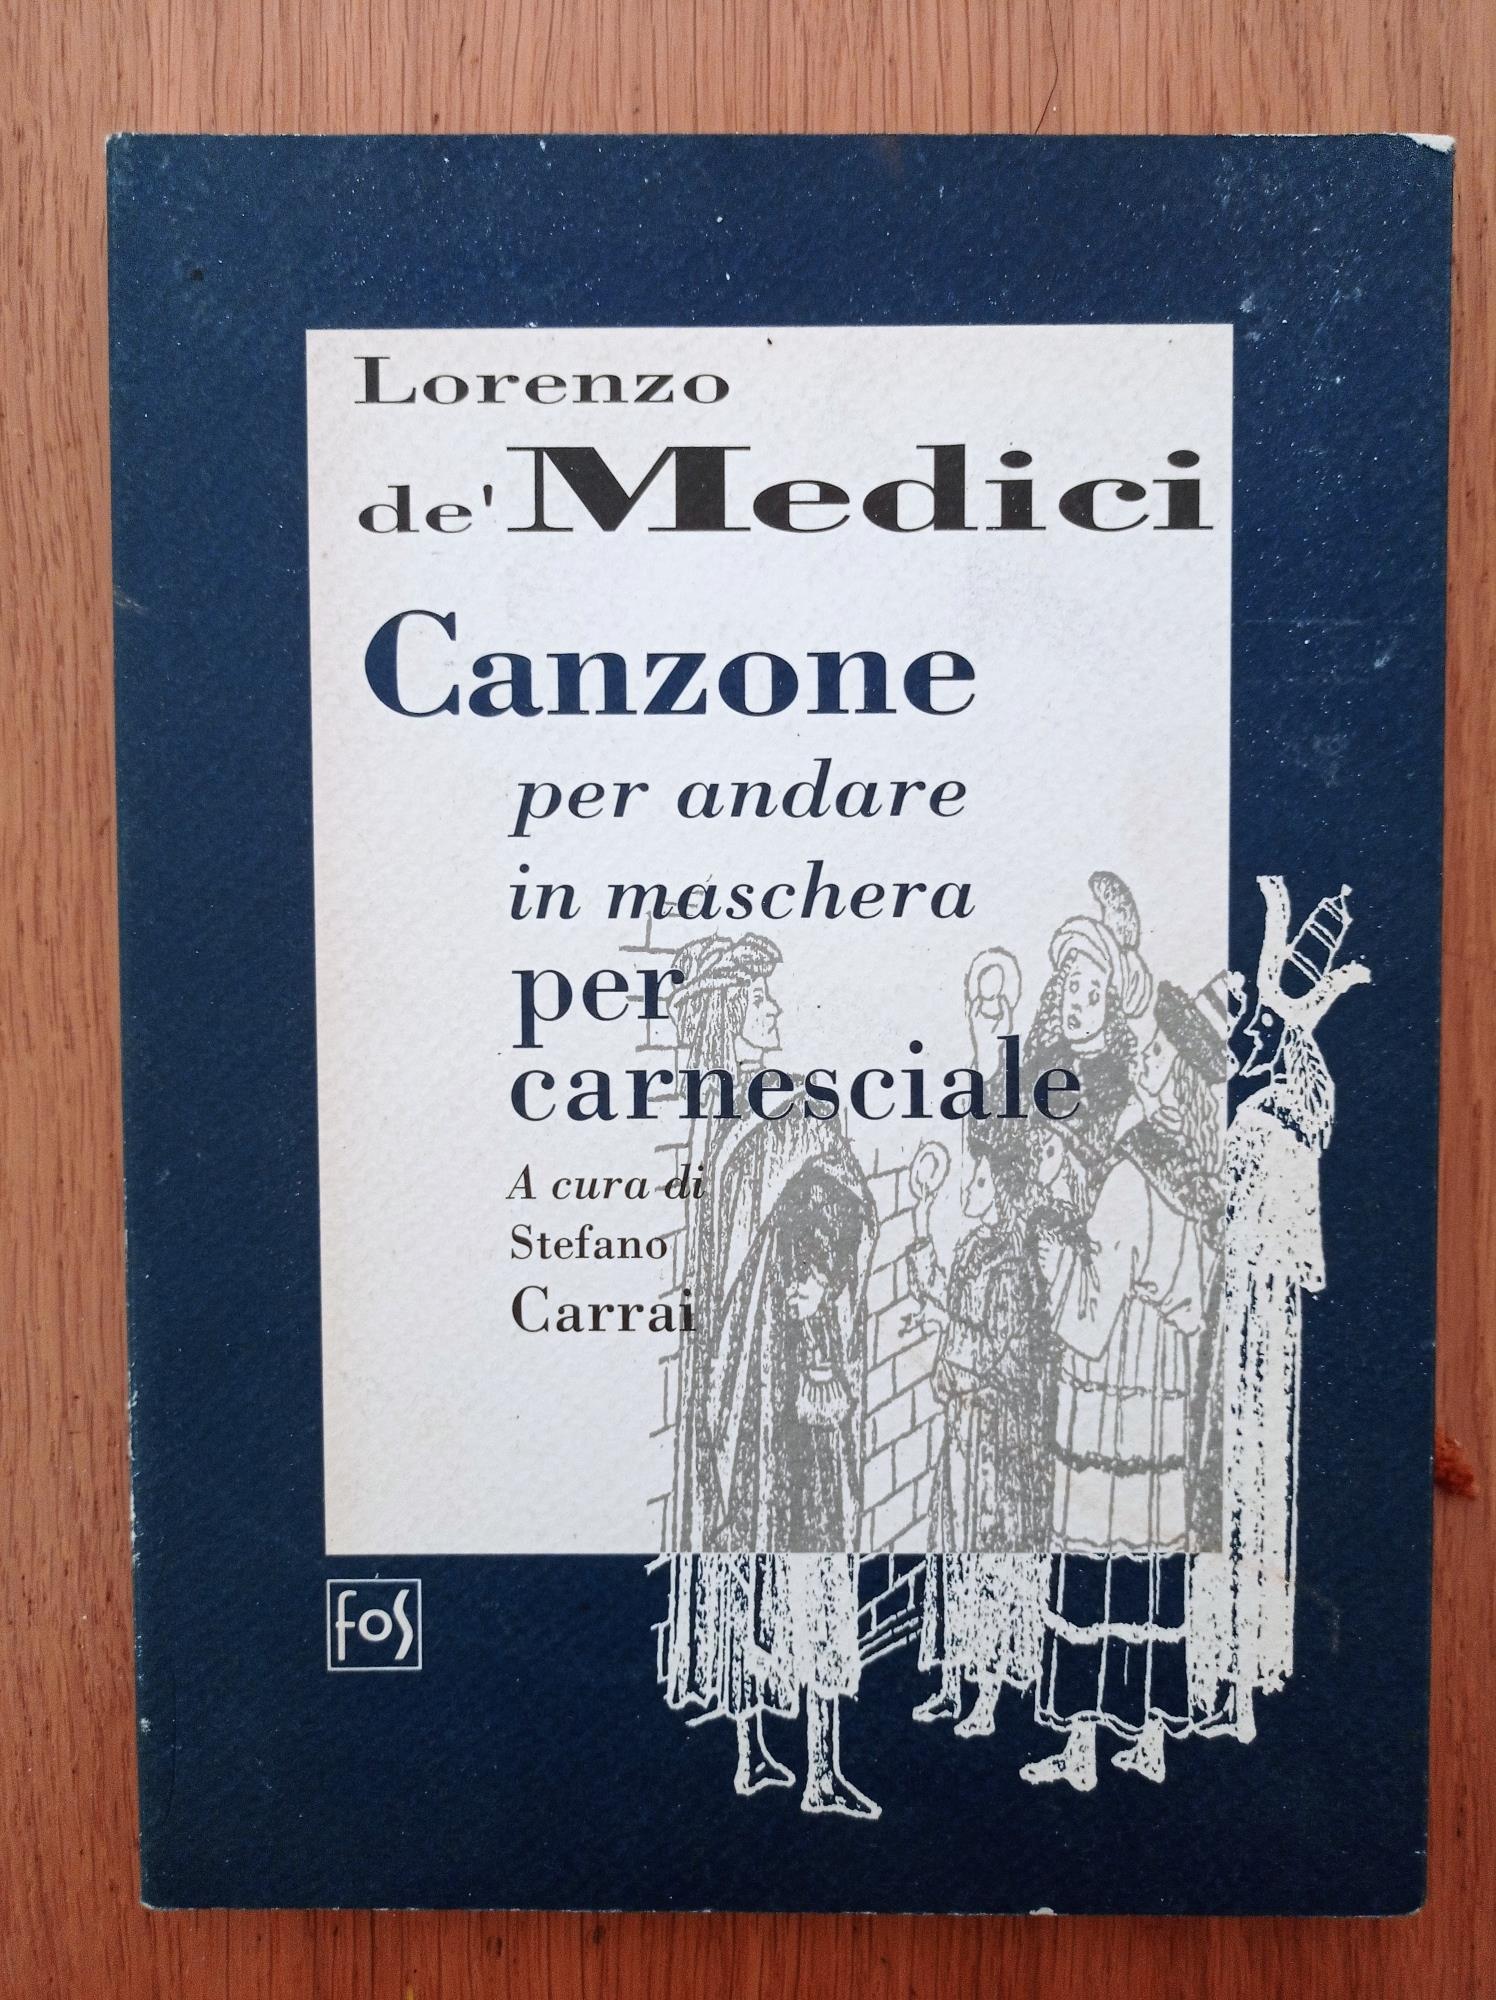 Lorenzo
de' Medici
Canzone
per andare
in maschera
per
carnesciale
A cura di
Stefano
Carrai
fos